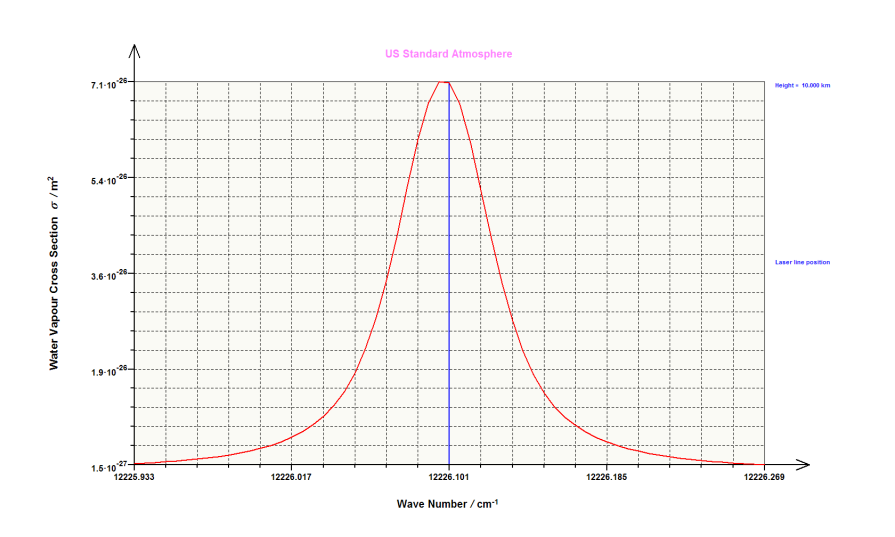 US Standard Atmosphere
7.1·10⁻²⁶
Height = 10.000 km
5.4·10⁻²⁶
Water Vapour Cross Section σ / m²
Laser line position
3.6·10⁻²⁶
1.9·10⁻²⁶
1.5·10⁻²⁷
12225.933 12226.017 12226.101 12226.185 12226.269
Wave Number / cm⁻¹